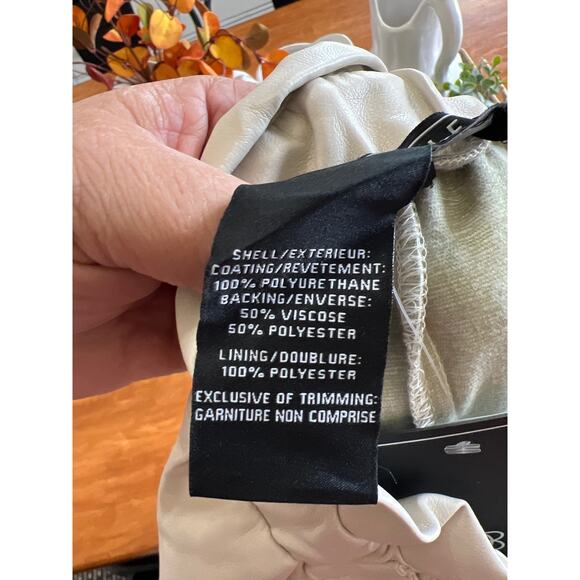 SHELL/EXTERIEUR:
COATING/REVETEMENT:
100% POLYURETHANE
BACKING/ENVERSE:
50% VISCOSE
50% POLYESTER
LINING/DOUBLURE:
100% POLYESTER
EXCLUSIVE OF TRIMMING:
GARNITURE NON COMPRISE